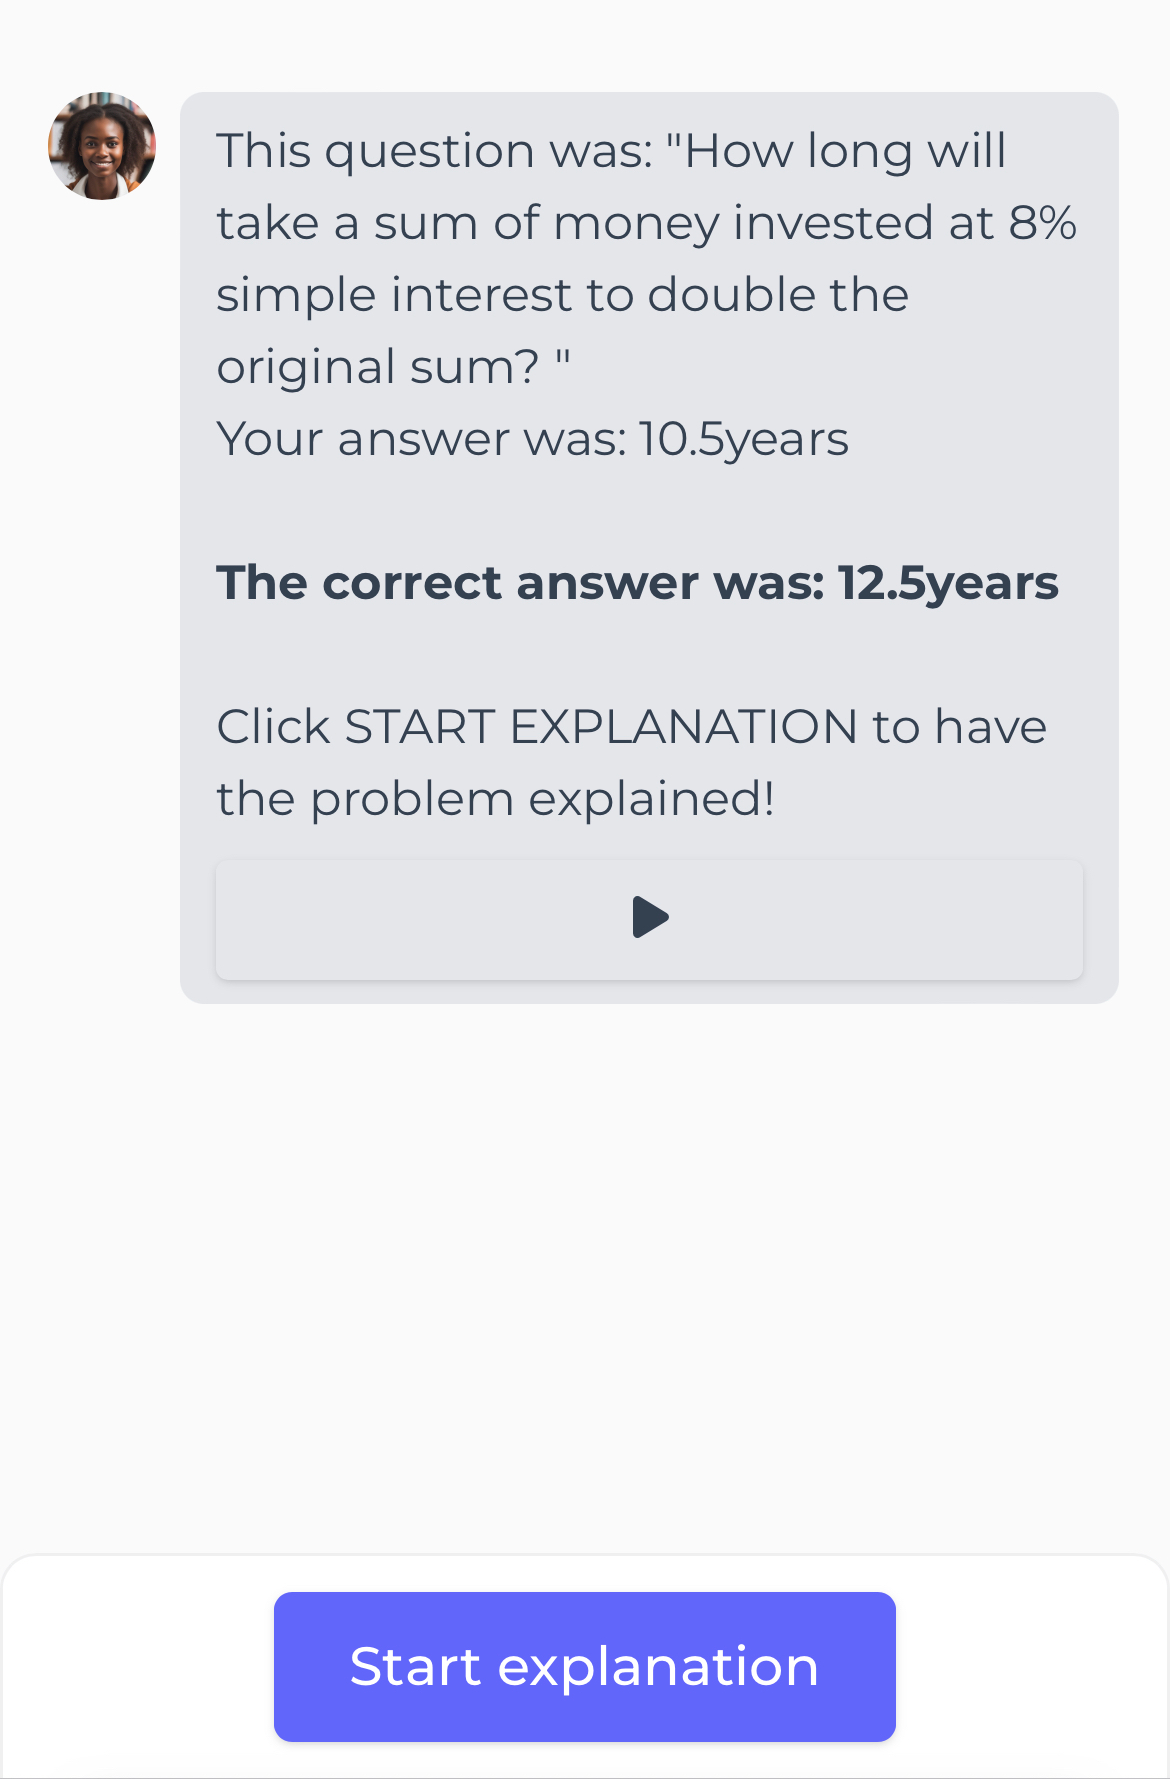 This question was: "How long will
take a sum of money invested at 8%
simple interest to double the
original sum? "
Your answer was: 10.5years
The correct answer was: 12.5years
Click START EXPLANATION to have
the problem explained!
Start explanation